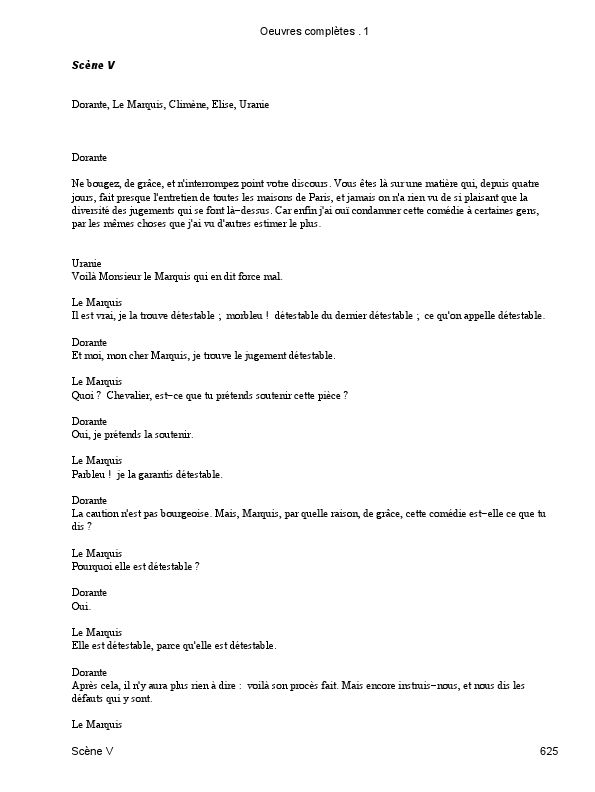 Oeuvres complètes . 1
Scène V
Dorante, Le Marquis, Climène, Elise, Uranie
Dorante
Ne bougez, de grâce, et n'interrompez point votre discours. Vous êtes là sur une matière qui, depuis quatre
jours, fait presque l'entretien de toutes les maisons de Paris, et jamais on n'a rien vu de si plaisant que la
diversité des jugements qui se font là−dessus. Car enfin j'ai ouï condamner cette comédie à certaines gens,
par les mêmes choses que j'ai vu d'autres estimer le plus.
Uranie
Voilà Monsieur le Marquis qui en dit force mal.
Le Marquis
Il est vrai, je la trouve détestable ; morbleu ! détestable du dernier détestable ; ce qu'on appelle détestable.
Dorante
Et moi, mon cher Marquis, je trouve le jugement détestable.
Le Marquis
Quoi ? Chevalier, est−ce que tu prétends soutenir cette pièce ?
Dorante
Oui, je prétends la soutenir.
Le Marquis
Parbleu ! je la garantis détestable.
Dorante
La caution n'est pas bourgeoise. Mais, Marquis, par quelle raison, de grâce, cette comédie est−elle ce que tu
dis ?
Le Marquis
Pourquoi elle est détestable ?
Dorante
Oui.
Le Marquis
Elle est détestable, parce qu'elle est détestable.
Dorante
Après cela, il n'y aura plus rien à dire : voilà son procès fait. Mais encore instruis−nous, et nous dis les
défauts qui y sont.
Le Marquis
Scène V 625